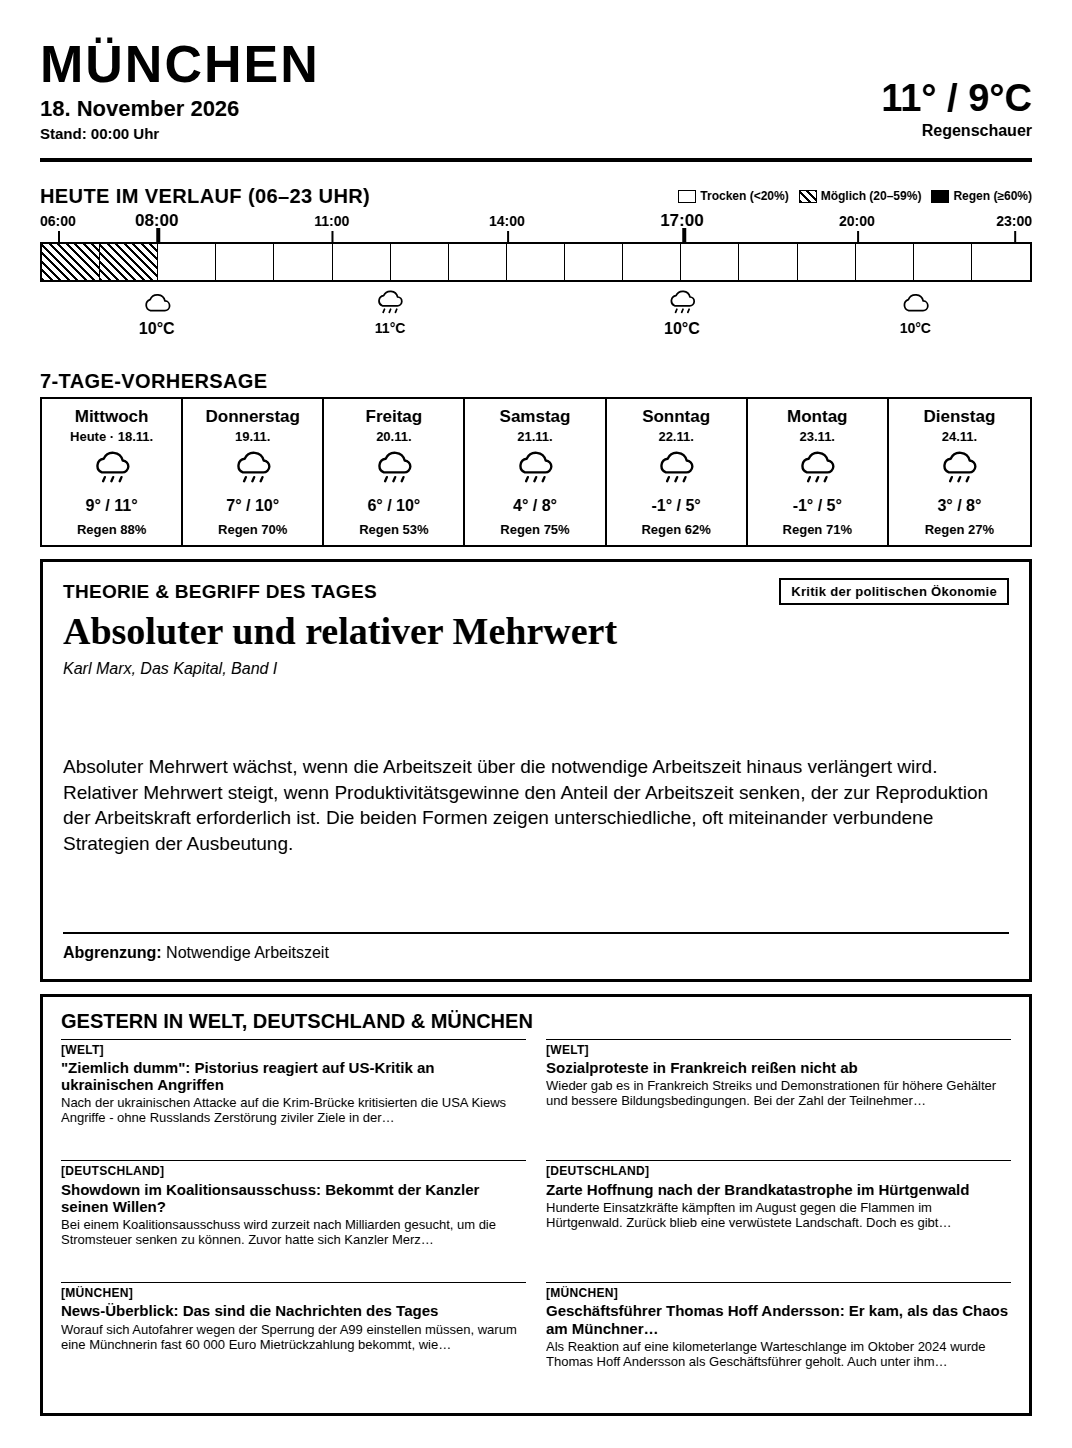 MÜNCHEN
18. November 2026
Stand: 00:00 Uhr
11° / 9°C
Regenschauer
HEUTE IM VERLAUF (06–23 UHR)
Trocken (<20%) Möglich (20–59%) Regen (≥60%)
06:00 08:00 11:00 14:00 17:00 20:00 23:00
10°C 11°C 10°C 10°C
7-TAGE-VORHERSAGE
Mittwoch Donnerstag Freitag Samstag Sonntag Montag Dienstag
Heute · 18.11. 19.11. 20.11. 21.11. 22.11. 23.11. 24.11.
9° / 11° 7° / 10° 6° / 10° 4° / 8° -1° / 5° -1° / 5° 3° / 8°
Regen 88% Regen 70% Regen 53% Regen 75% Regen 62% Regen 71% Regen 27%
THEORIE & BEGRIFF DES TAGES
Kritik der politischen Ökonomie
Absoluter und relativer Mehrwert
Karl Marx, Das Kapital, Band I
Absoluter Mehrwert wächst, wenn die Arbeitszeit über die notwendige Arbeitszeit hinaus verlängert wird.
Relativer Mehrwert steigt, wenn Produktivitätsgewinne den Anteil der Arbeitszeit senken, der zur Reproduktion
der Arbeitskraft erforderlich ist. Die beiden Formen zeigen unterschiedliche, oft miteinander verbundene
Strategien der Ausbeutung.
Abgrenzung: Notwendige Arbeitszeit
GESTERN IN WELT, DEUTSCHLAND & MÜNCHEN
[WELT]
"Ziemlich dumm": Pistorius reagiert auf US-Kritik an
ukrainischen Angriffen
Nach der ukrainischen Attacke auf die Krim-Brücke kritisierten die USA Kiews
Angriffe - ohne Russlands Zerstörung ziviler Ziele in der…
[WELT]
Sozialproteste in Frankreich reißen nicht ab
Wieder gab es in Frankreich Streiks und Demonstrationen für höhere Gehälter
und bessere Bildungsbedingungen. Bei der Zahl der Teilnehmer…
[DEUTSCHLAND]
Showdown im Koalitionsausschuss: Bekommt der Kanzler
seinen Willen?
Bei einem Koalitionsausschuss wird zurzeit nach Milliarden gesucht, um die
Stromsteuer senken zu können. Zuvor hatte sich Kanzler Merz…
[DEUTSCHLAND]
Zarte Hoffnung nach der Brandkatastrophe im Hürtgenwald
Hunderte Einsatzkräfte kämpften im August gegen die Flammen im
Hürtgenwald. Zurück blieb eine verwüstete Landschaft. Doch es gibt…
[MÜNCHEN]
News-Überblick: Das sind die Nachrichten des Tages
Worauf sich Autofahrer wegen der Sperrung der A99 einstellen müssen, warum
eine Münchnerin fast 60 000 Euro Mietrückzahlung bekommt, wie…
[MÜNCHEN]
Geschäftsführer Thomas Hoff Andersson: Er kam, als das Chaos
am Münchner…
Als Reaktion auf eine kilometerlange Warteschlange im Oktober 2024 wurde
Thomas Hoff Andersson als Geschäftsführer geholt. Auch unter ihm…